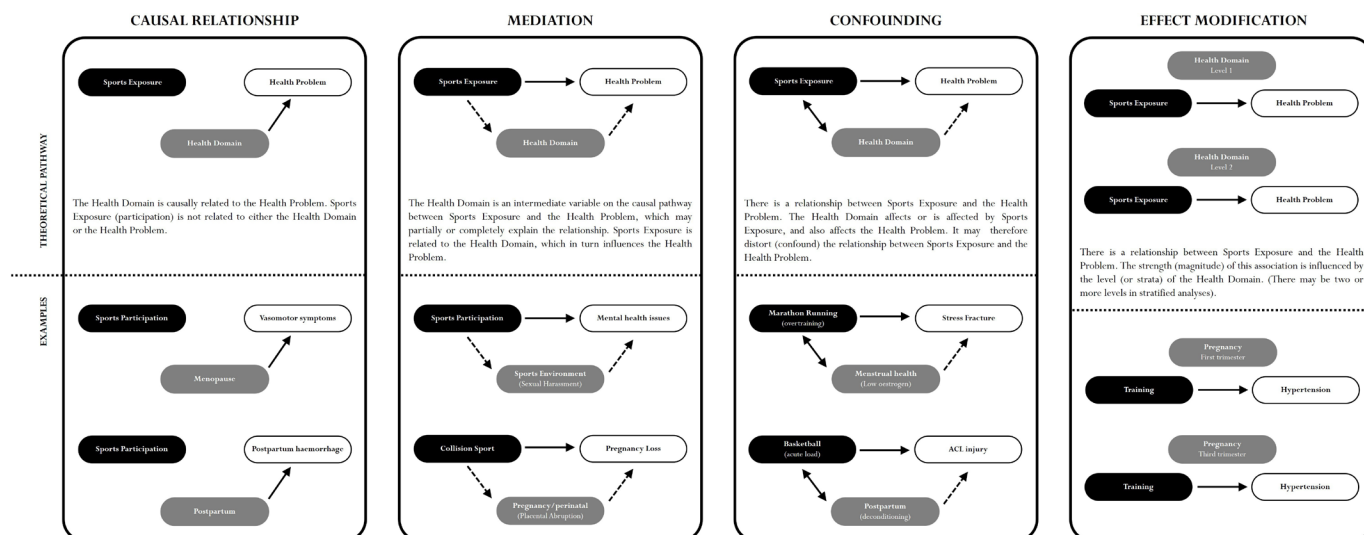 CAUSAL RELATIONSHIP
MEDIATION
CONFOUNDING
EFFECT MODIFICATION
THEORETICAL PATHWAY
Sports Exposure
Health Problem
Health Domain
The Health Domain is causally related to the Health Problem. Sports
Exposure (participation) is not related to either the Health Domain
or the Health Problem.
Sports Exposure
Health Problem
Health Domain
The Health Domain is an intermediate variable on the causal pathway
between Sports Exposure and the Health Problem, which may
partially or completely explain the relationship. Sports Exposure is
related to the Health Domain, which in turn influences the Health
Problem.
Sports Exposure
Health Problem
Health Domain
There is a relationship between Sports Exposure and the Health
Problem. The Health Domain affects or is affected by Sports
Exposure, and also affects the Health Problem. It may therefore
distort (confound) the relationship between Sports Exposure and the
Health Problem.
Health Domain
Level 1
Sports Exposure
Health Problem
Health Domain
Level 2
Sports Exposure
Health Problem
There is a relationship between Sports Exposure and the Health
Problem. The strength (magnitude) of this association is influenced by
the level (or strata) of the Health Domain. (There may be two or
more levels in stratified analyses).
EXAMPLES
Sports Participation
Vasomotor symptoms
Menopause
Sports Participation
Postpartum haemorrhage
Postpartum
Sports Participation
Mental health issues
Sports Environment
(Sexual Harassment)
Collision Sport
Pregnancy Loss
Pregnancy/perinatal
(Placental Abruption)
Marathon Running
(overtraining)
Stress Fracture
Menstrual health
(Low oestrogen)
Basketball
(acute load)
ACL injury
Postpartum
(deconditioning)
Pregnancy
First trimester
Training
Hypertension
Pregnancy
Third trimester
Training
Hypertension